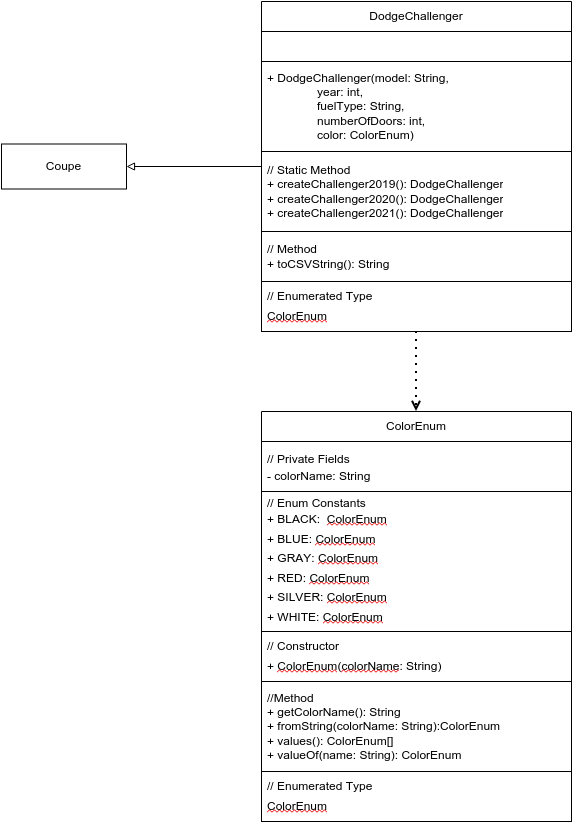 DodgeChallenger
+ DodgeChallenger(model: String,
year: int,
fuelType: String,
numberOfDoors: int,
color: ColorEnum)
Coupe
// Static Method
+ createChallenger2019(): DodgeChallenger
+ createChallenger2020(): DodgeChallenger
+ createChallenger2021(): DodgeChallenger
// Method
+ toCSVString(): String
// Enumerated Type
ColorEnum
ColorEnum
// Private Fields
- colorName: String
// Enum Constants
+ BLACK:  ColorEnum
+ BLUE: ColorEnum
+ GRAY: ColorEnum
+ RED: ColorEnum
+ SILVER: ColorEnum
+ WHITE: ColorEnum
// Constructor
+ ColorEnum(colorName: String)
//Method
+ getColorName(): String
+ fromString(colorName: String):ColorEnum
+ values(): ColorEnum[]
+ valueOf(name: String): ColorEnum
// Enumerated Type
ColorEnum